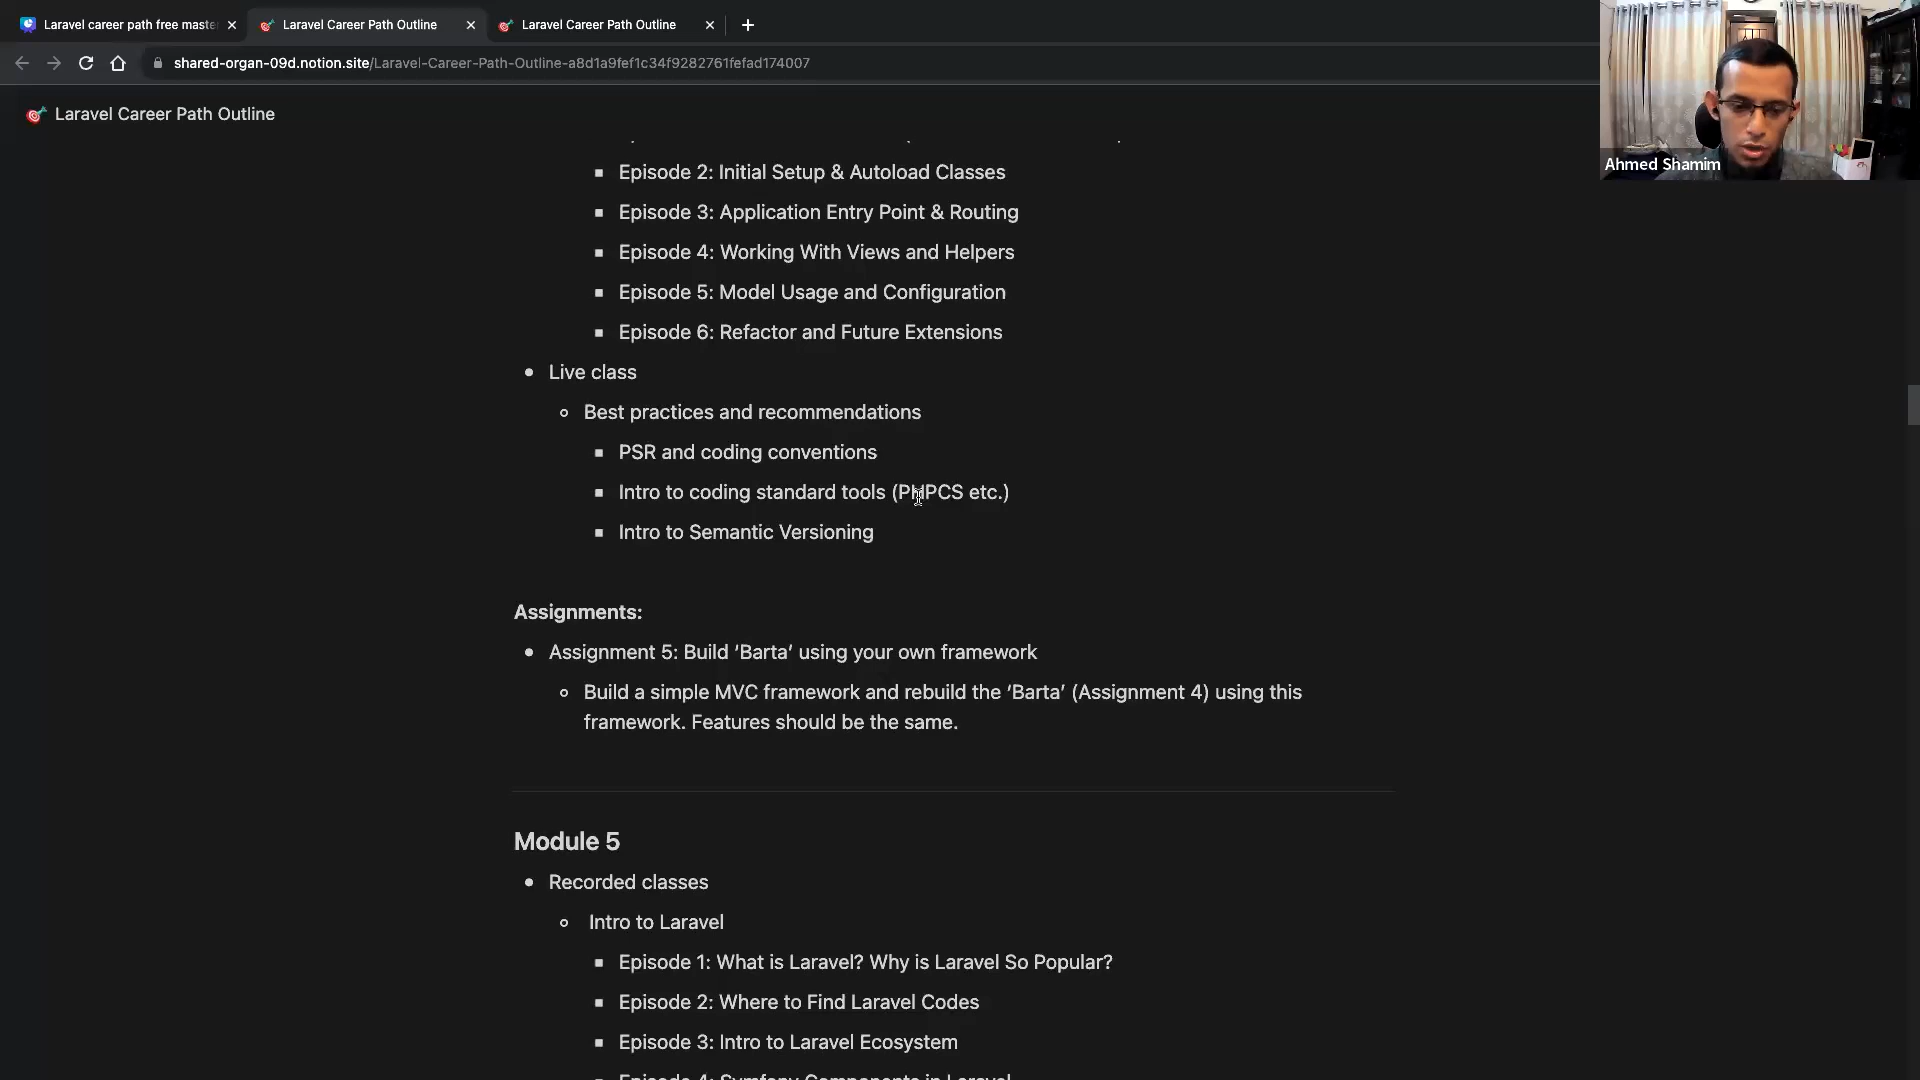 Laravel career path free maste
Laravel Career Path Outline
Laravel Career Path Outline
shared-organ-09d.notion.site/Laravel-Career-Path-Outline-a8d1a9fef1c34f9282761fefad174007
Laravel Career Path Outline
Ahmed Shamim
Episode 2: Initial Setup & Autoload Classes
Episode 3: Application Entry Point & Routing
Episode 4: Working With Views and Helpers
Episode 5: Model Usage and Configuration
Episode 6: Refactor and Future Extensions
Live class
Best practices and recommendations
PSR and coding conventions
Intro to coding standard tools (PHPCS etc.)
Intro to Semantic Versioning
Assignments:
Assignment 5: Build ‘Barta’ using your own framework
Build a simple MVC framework and rebuild the ‘Barta’ (Assignment 4) using this
framework. Features should be the same.
Module 5
Recorded classes
Intro to Laravel
Episode 1: What is Laravel? Why is Laravel So Popular?
Episode 2: Where to Find Laravel Codes
Episode 3: Intro to Laravel Ecosystem
Episode 4: Symfony Components in Laravel